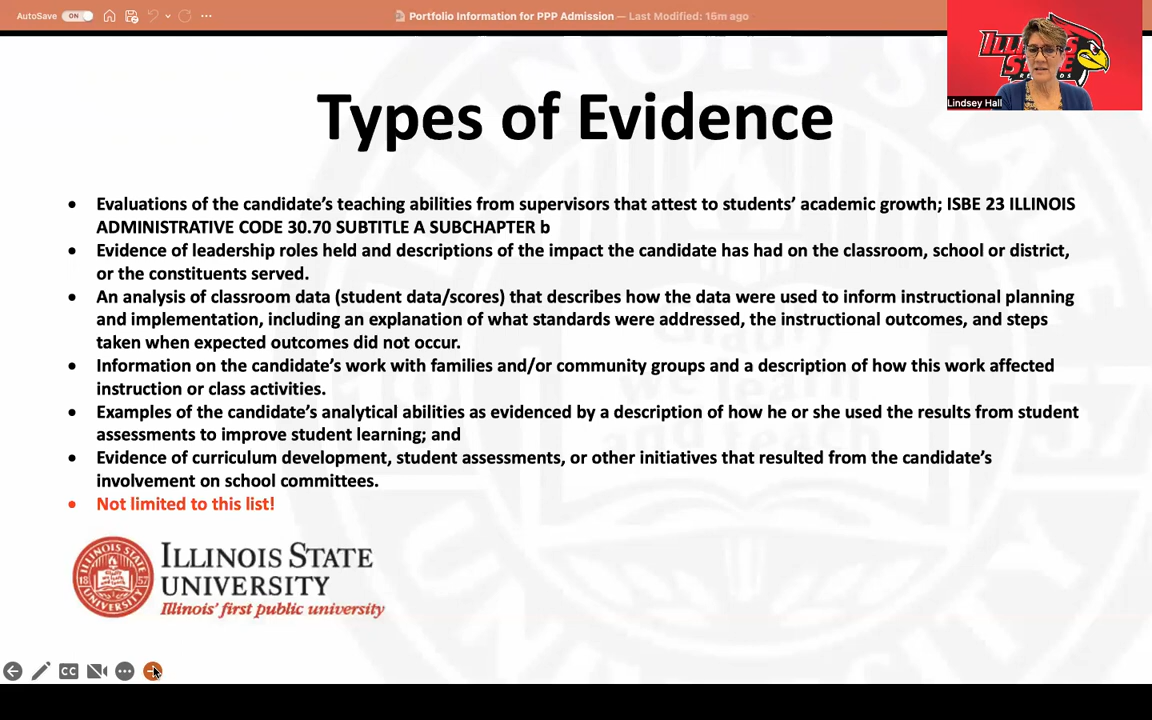 AutoSave ON
Portfolio Information for PPP Admission — Last Modified: 16m ago
ILLINOIS
STATE
REDBIRDS
Lindsey Hall
Types of Evidence
• Evaluations of the candidate's teaching abilities from supervisors that attest to students' academic growth; ISBE 23 ILLINOIS
ADMINISTRATIVE CODE 30.70 SUBTITLE A SUBCHAPTER b
• Evidence of leadership roles held and descriptions of the impact the candidate has had on the classroom, school or district,
or the constituents served.
• An analysis of classroom data (student data/scores) that describes how the data were used to inform instructional planning
and implementation, including an explanation of what standards were addressed, the instructional outcomes, and steps
taken when expected outcomes did not occur.
• Information on the candidate's work with families and/or community groups and a description of how this work affected
instruction or class activities.
• Examples of the candidate's analytical abilities as evidenced by a description of how he or she used the results from student
assessments to improve student learning; and
• Evidence of curriculum development, student assessments, or other initiatives that resulted from the candidate's
involvement on school committees.
• Not limited to this list!
ILLINOIS STATE
UNIVERSITY
Illinois' first public university
CC